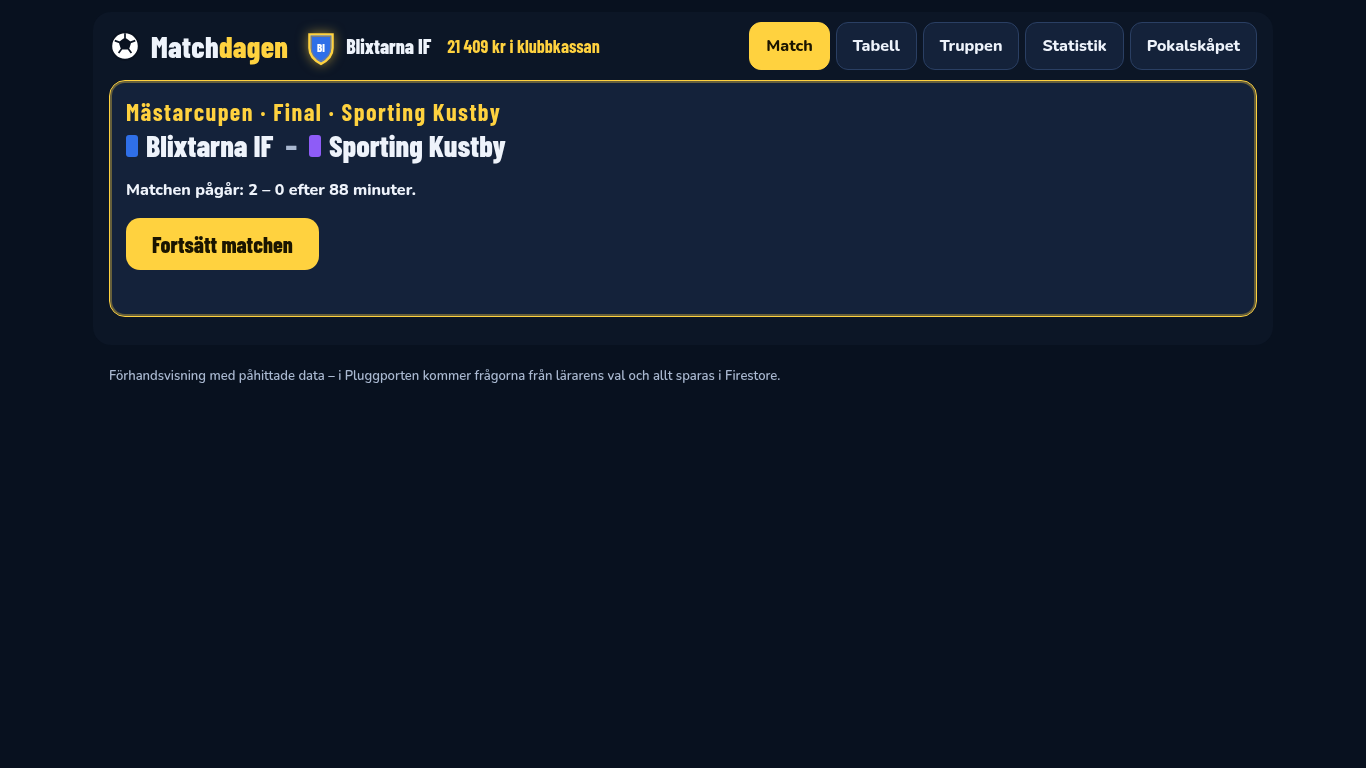 Matchdagen
BI
Blixtarna IF
21 409 kr i klubbkassan
Match
Tabell
Truppen
Statistik
Pokalskåpet
Mästarcupen · Final · Sporting Kustby
Blixtarna IF – Sporting Kustby
Matchen pågår: 2 – 0 efter 88 minuter.
Fortsätt matchen
Förhandsvisning med påhittade data – i Pluggporten kommer frågorna från lärarens val och allt sparas i Firestore.